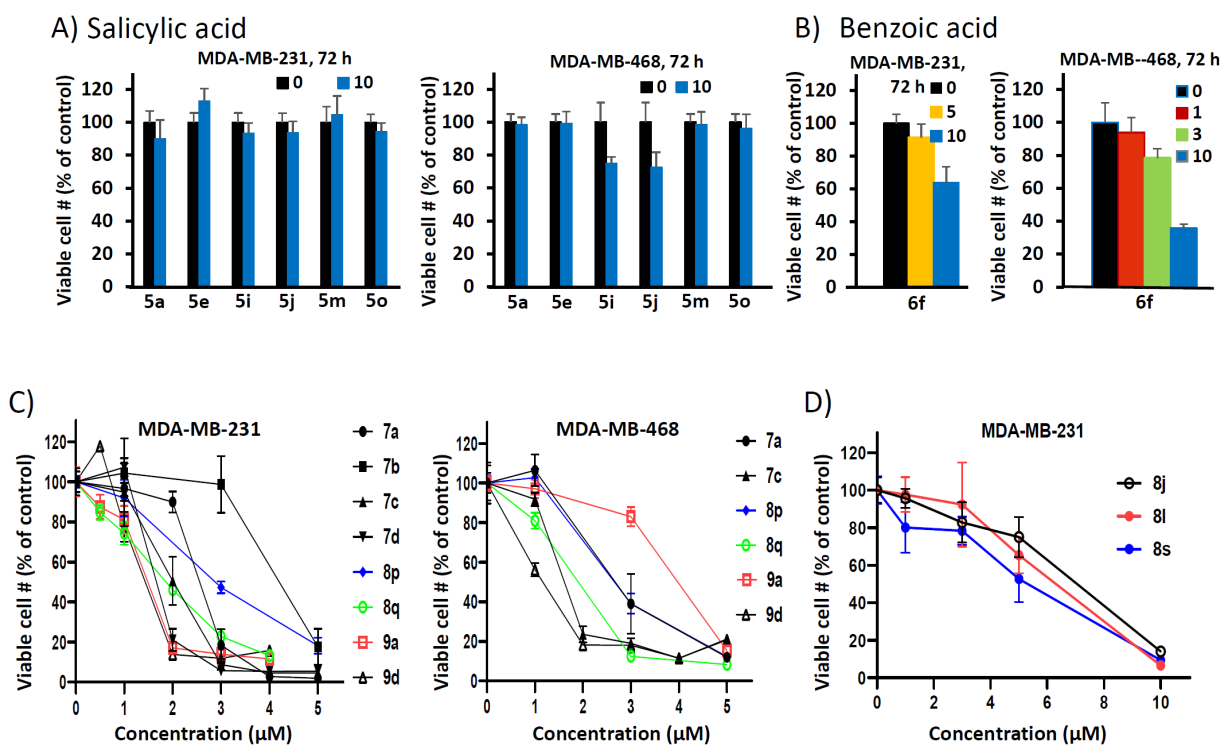 A) Salicylic acid
MDA-MB-231, 72 h
0 10
Viable cell # (% of control)
120
100
80
60
40
20
0
5a 5e 5i 5j 5m 5o
MDA-MB-468, 72 h
0 10
Viable cell # (% of control)
120
100
80
60
40
20
0
5a 5e 5i 5j 5m 5o
B) Benzoic acid
MDA-MB-231,
72 h
0
5
10
Viable cell # (% of control)
120
100
80
60
40
20
0
6f
MDA-MB--468, 72 h
0
1
3
10
Viable cell # (% of control)
120
100
80
60
40
20
0
6f
C)
MDA-MB-231
Viable cell # (% of control)
120
100
80
60
40
20
0
0 1 2 3 4 5
Concentration (µM)
7a
7b
7c
7d
8p
8q
9a
9d
MDA-MB-468
Viable cell # (% of control)
120
100
80
60
40
20
0
0 1 2 3 4 5
Concentration (µM)
7a
7c
8p
8q
9a
9d
D)
MDA-MB-231
Viable cell # (% of control)
120
100
80
60
40
20
0
0 2 4 6 8 10
Concentration (µM)
8j
8l
8s